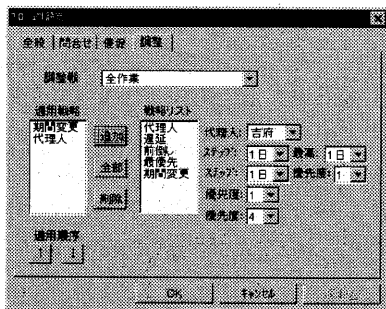 全般 問合せ 催促 調整
調整数 全作業
適用戦略
期間変更
代理人
追加
全部
削除
戦略リスト
代理人
遅延
前倒し
最優先
期間変更
代理人: 吉府
ステップ: 1日 最高: 1日
ステップ: 1日 優先度: 1
優先度: 1
優先度: 4
適用順序
↑ ↓
OK キャンセル